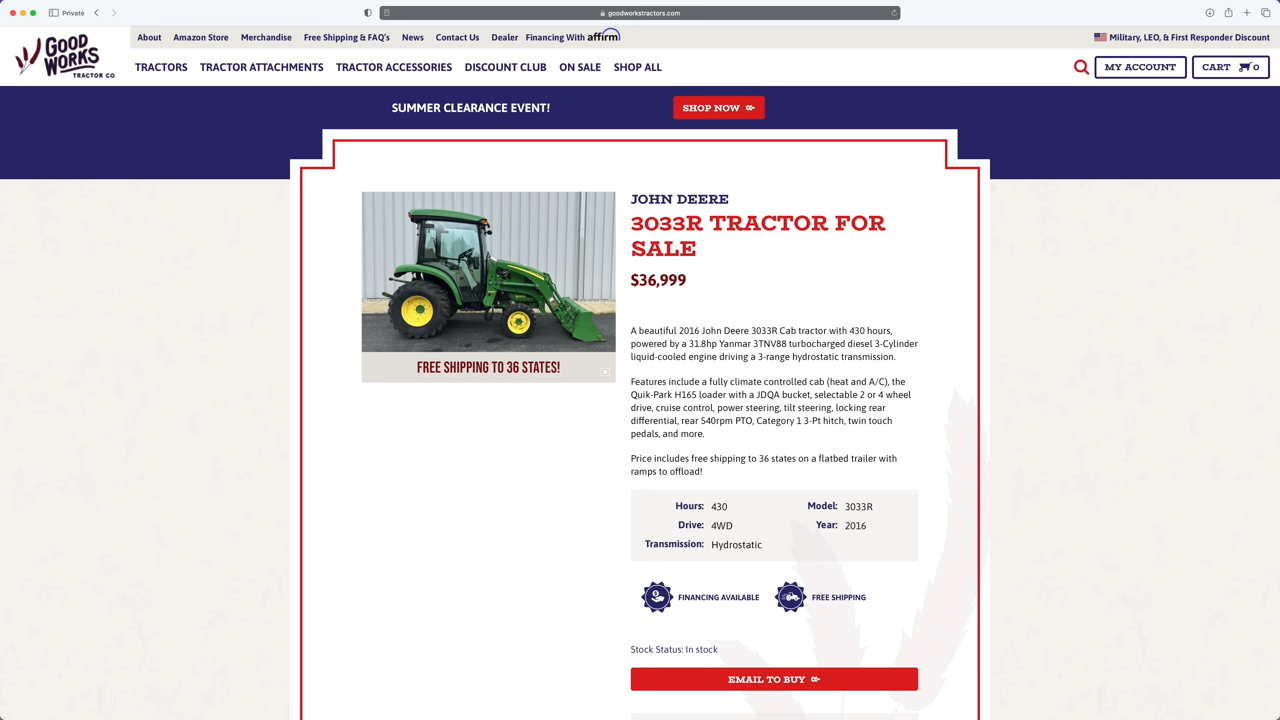 Private
goodworkstractors.com
GOOD
WORKS
TRACTOR CO.
About Amazon Store Merchandise Free Shipping & FAQ's News Contact Us Dealer Financing With affirm
Military, LEO, & First Responder Discount
TRACTORS TRACTOR ATTACHMENTS TRACTOR ACCESSORIES DISCOUNT CLUB ON SALE SHOP ALL
MY ACCOUNT CART 0
SUMMER CLEARANCE EVENT! SHOP NOW
FREE SHIPPING TO 36 STATES!
JOHN DEERE
3033R TRACTOR FOR
SALE
$36,999
A beautiful 2016 John Deere 3033R Cab tractor with 430 hours,
powered by a 31.8hp Yanmar 3TNV88 turbocharged diesel 3-Cylinder
liquid-cooled engine driving a 3-range hydrostatic transmission.
Features include a fully climate controlled cab (heat and A/C), the
Quik-Park H165 loader with a JDQA bucket, selectable 2 or 4 wheel
drive, cruise control, power steering, tilt steering, locking rear
differential, rear 540rpm PTO, Category 1 3-Pt hitch, twin touch
pedals, and more.
Price includes free shipping to 36 states on a flatbed trailer with
ramps to offload!
Hours: 430 Model: 3033R
Drive: 4WD Year: 2016
Transmission: Hydrostatic
FINANCING AVAILABLE FREE SHIPPING
Stock Status: In stock
EMAIL TO BUY